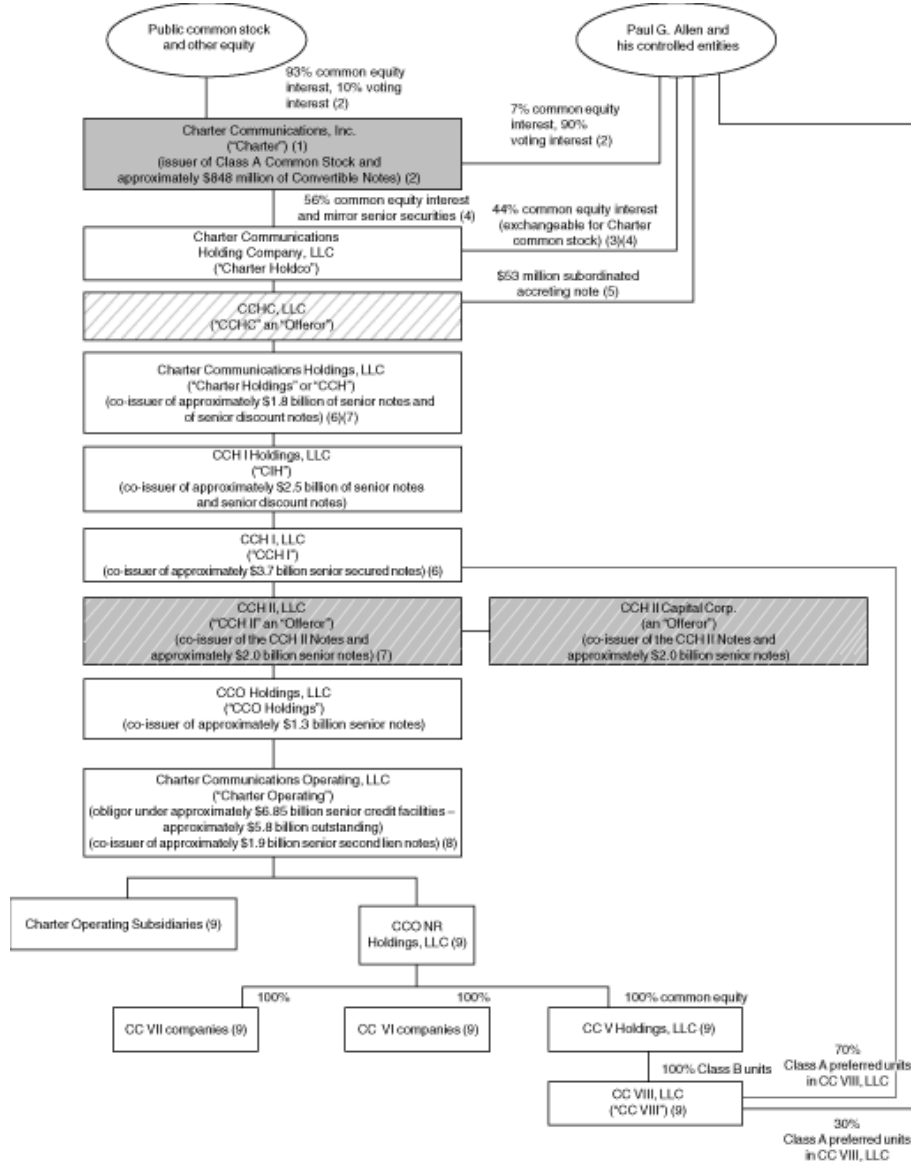 Public common stock
and other equity
Paul G. Allen and
his controlled entities
93% common equity
interest, 10% voting
interest (2)
7% common equity
interest, 90%
voting interest (2)
Charter Communications, Inc.
("Charter") (1)
(issuer of Class A Common Stock and
approximately $848 million of Convertible Notes) (2)
56% common equity interest
and mirror senior securities (4)
44% common equity interest
(exchangeable for Charter
common stock) (3)(4)
Charter Communications
Holding Company, LLC
("Charter Holdco")
$53 million subordinated
accreting note (5)
CCHC, LLC
("CCHC" an "Offeror")
Charter Communications Holdings, LLC
("Charter Holdings" or "CCH")
(co-issuer of approximately $1.8 billion of senior notes and
of senior discount notes) (6)(7)
CCH I Holdings, LLC
("CIH")
(co-issuer of approximately $2.5 billion of senior notes
and senior discount notes)
CCH I, LLC
("CCH I")
(co-issuer of approximately $3.7 billion senior secured notes) (6)
CCH II, LLC
("CCH II" an "Offeror")
(co-issuer of the CCH II Notes and
approximately $2.0 billion senior notes) (7)
CCH II Capital Corp.
(an "Offeror")
(co-issuer of the CCH II Notes and
approximately $2.0 billion senior notes)
CCO Holdings, LLC
("CCO Holdings")
(co-issuer of approximately $1.3 billion senior notes)
Charter Communications Operating, LLC
("Charter Operating")
(obligor under approximately $6.85 billion senior credit facilities –
approximately $5.8 billion outstanding)
(co-issuer of approximately $1.9 billion senior second lien notes) (8)
Charter Operating Subsidiaries (9)
CCO NR
Holdings, LLC (9)
100%
100%
100% common equity
CC VII companies (9)
CC VI companies (9)
CC V Holdings, LLC (9)
100% Class B units
70%
Class A preferred units
in CC VIII, LLC
CC VIII, LLC
("CC VIII") (9)
30%
Class A preferred units
in CC VIII, LLC